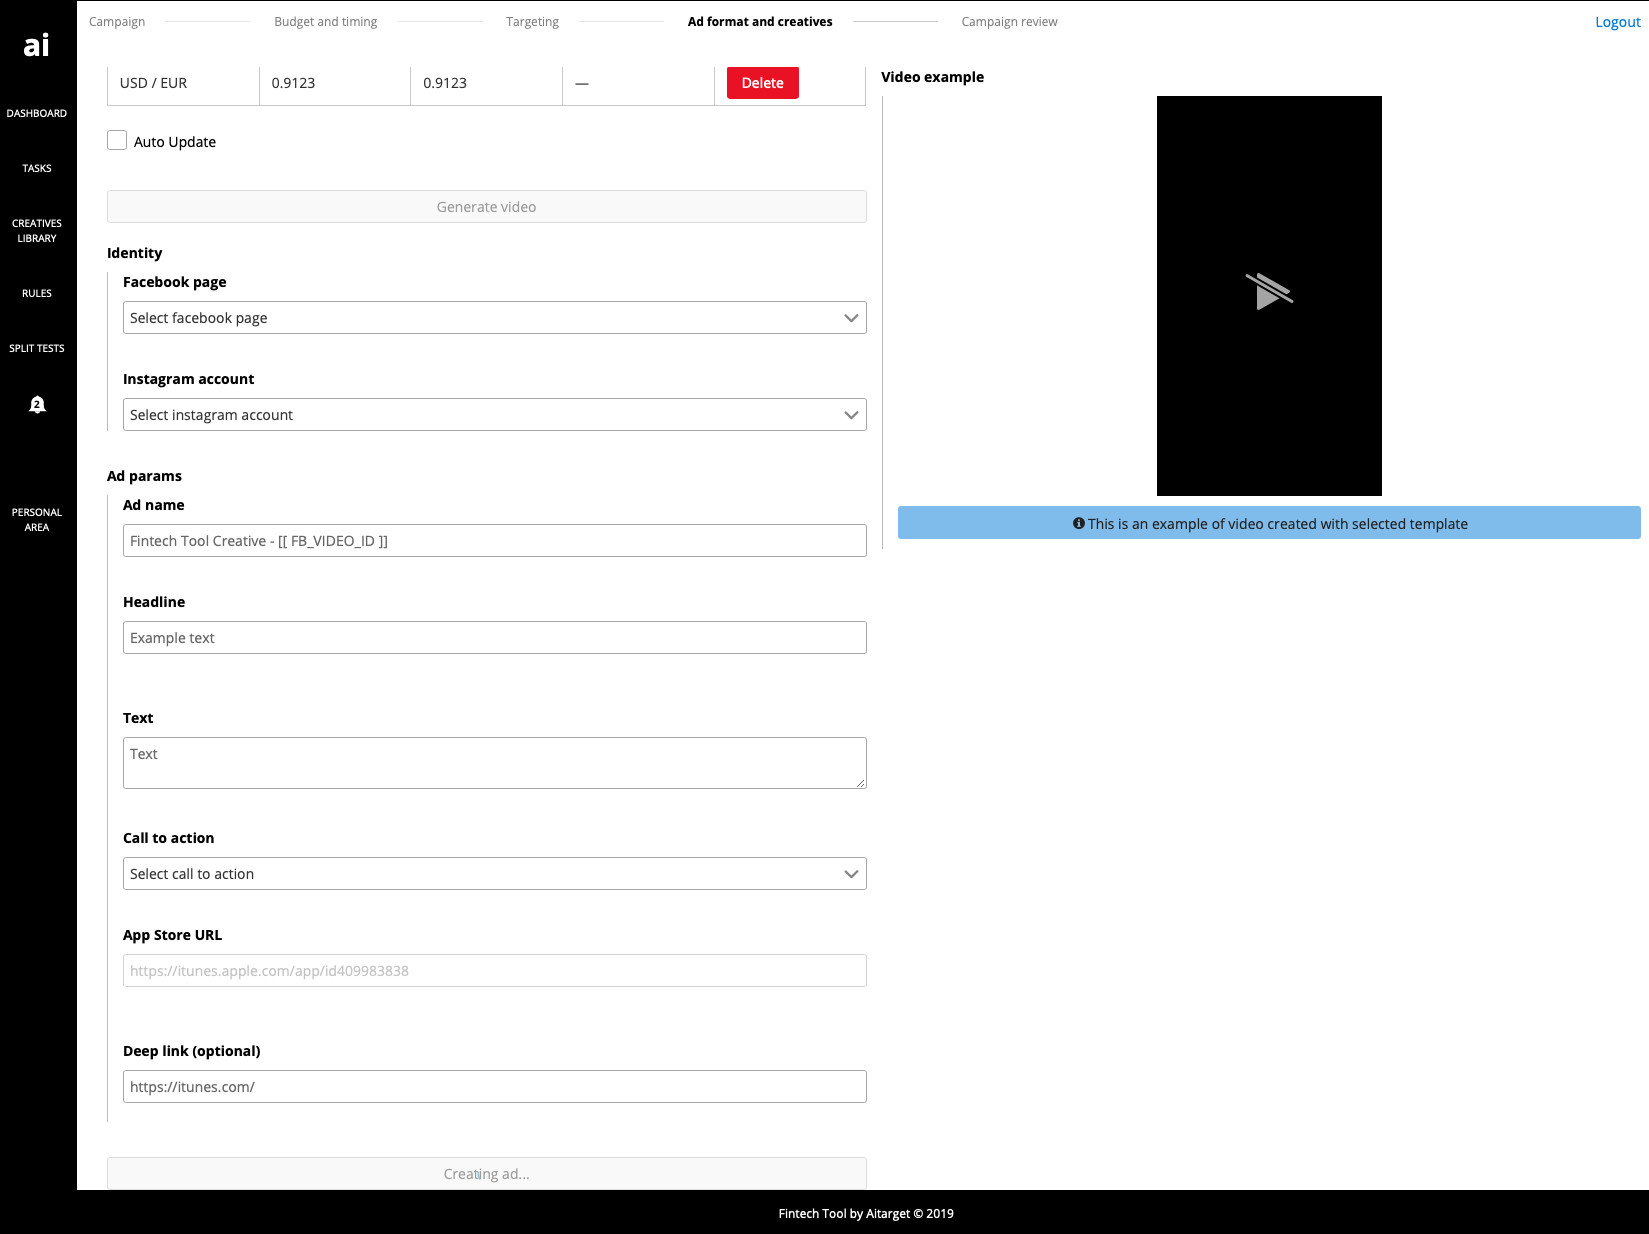 Campaign
Budget and timing
Targeting
Ad format and creatives
Campaign review
Logout
ai
DASHBOARD
TASKS
CREATIVES
LIBRARY
RULES
SPLIT TESTS
2
PERSONAL
AREA
USD / EUR
0.9123
0.9123
—
Delete
Auto Update
Generate video
Identity
Facebook page
Select facebook page
Instagram account
Select instagram account
Ad params
Ad name
Fintech Tool Creative - [[ FB_VIDEO_ID ]]
Headline
Example text
Text
Text
Call to action
Select call to action
App Store URL
https://itunes.apple.com/app/id409983838
Deep link (optional)
https://itunes.com/
Creating ad...
Video example
This is an example of video created with selected template
Fintech Tool by Aitarget © 2019